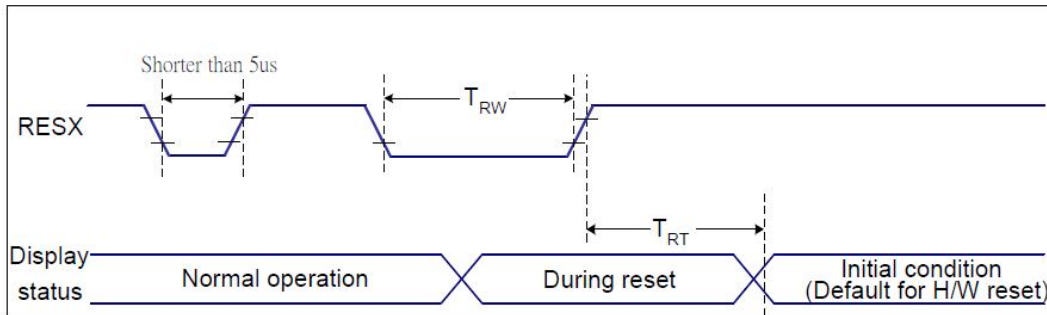 Shorter than 5us
RESX
TRW
TRT
Display
status
Normal operation
During reset
Initial condition
(Default for H/W reset)